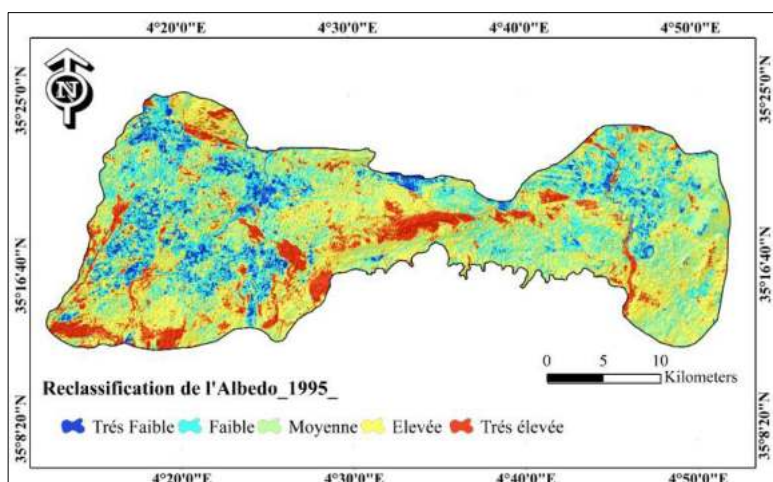 4°20'0"E 4°30'0"E 4°40'0"E 4°50'0"E
35°25'0"N 35°25'0"N
N
35°16'40"N 35°16'40"N
35°8'20"N 35°8'20"N
0 5 10
Kilometers
Reclassification de l'Albedo_1995_
Trés Faible Faible Moyenne Elevée Trés élevée
4°20'0"E 4°30'0"E 4°40'0"E 4°50'0"E